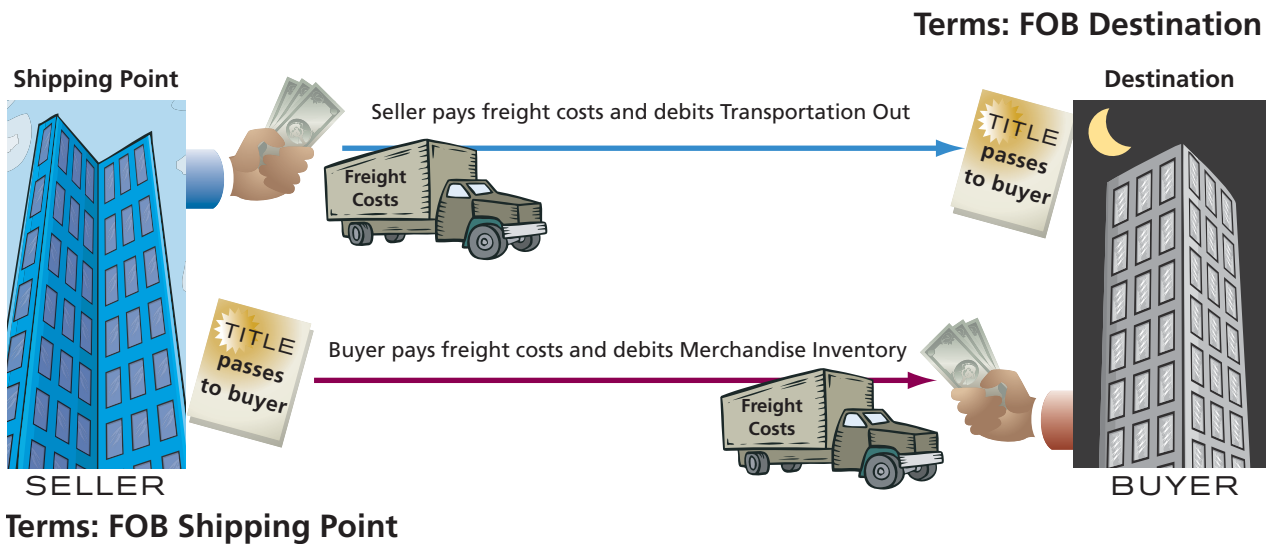 Terms: FOB Destination
Shipping Point
Destination
Seller pays freight costs and debits Transportation Out
TITLE
passes
to buyer
Freight
Costs
TITLE
passes
to buyer
Buyer pays freight costs and debits Merchandise Inventory
Freight
Costs
SELLER
BUYER
Terms: FOB Shipping Point